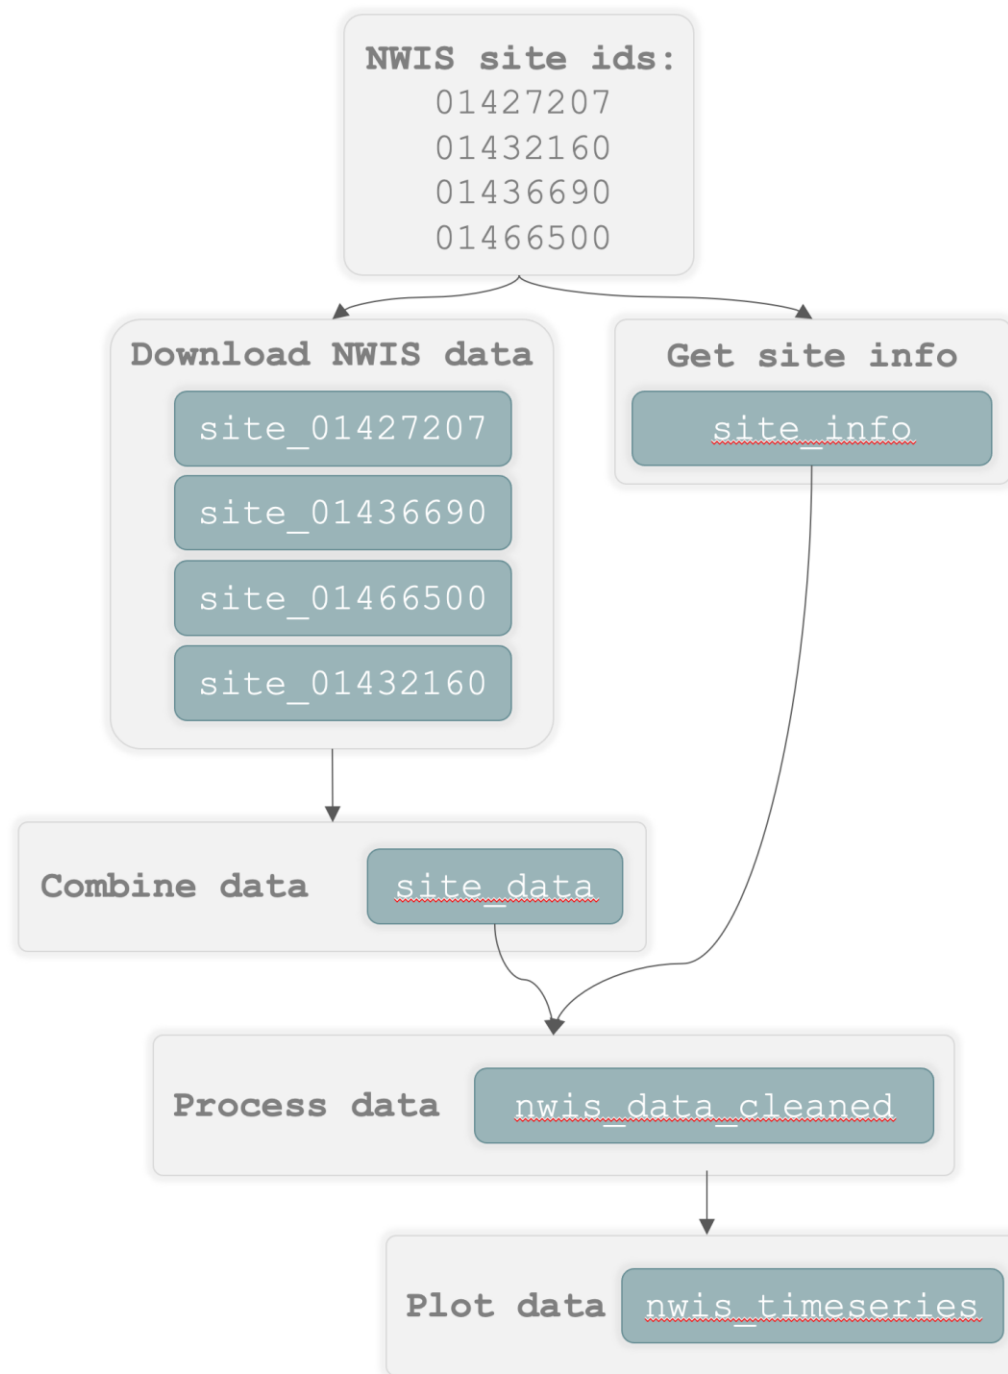 NWIS site ids:
01427207
01432160
01436690
01466500
Download NWIS data
site_01427207
site_01436690
site_01466500
site_01432160
Get site info
site_info
Combine data
site_data
Process data
nwis_data_cleaned
Plot data
nwis_timeseries